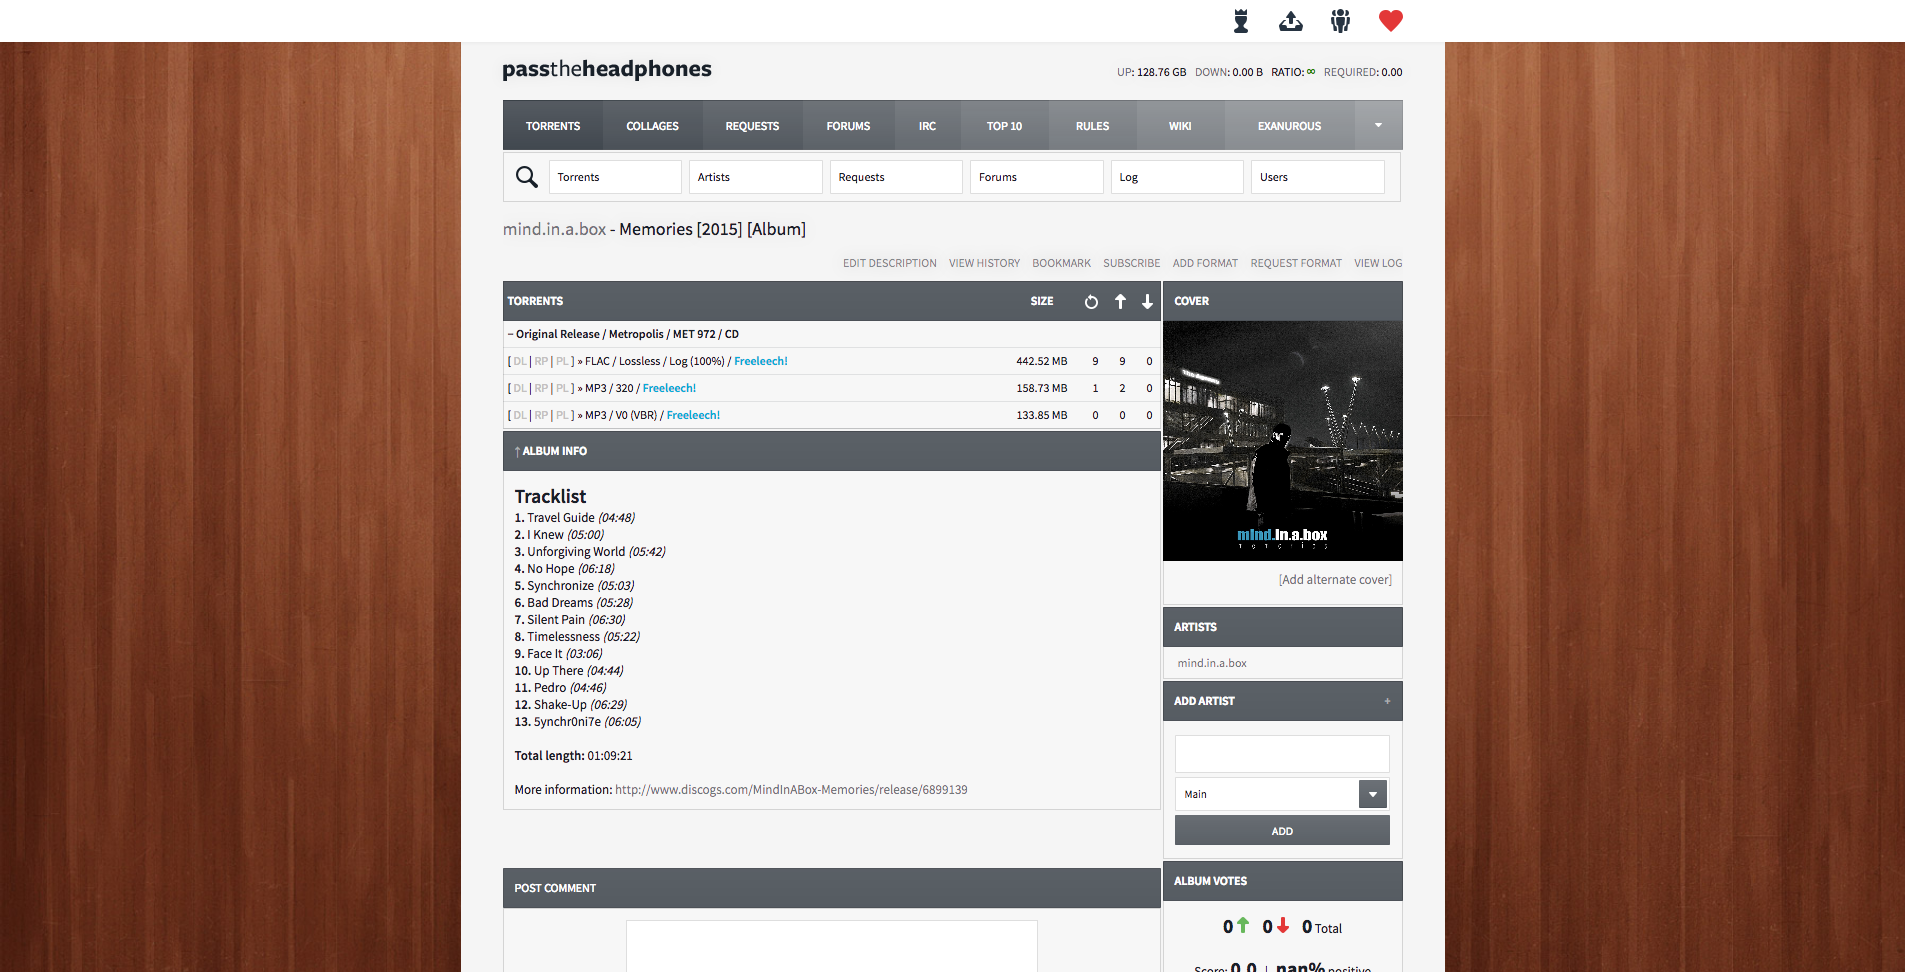 passtheheadphones
UP: 128.76 GB DOWN: 0.00 B RATIO: ∞ REQUIRED: 0.00
TORRENTS COLLAGES REQUESTS FORUMS IRC TOP 10 RULES WIKI EXANUROUS
Torrents Artists Requests Forums Log Users
mind.in.a.box - Memories [2015] [Album]
EDIT DESCRIPTION VIEW HISTORY BOOKMARK SUBSCRIBE ADD FORMAT REQUEST FORMAT VIEW LOG
TORRENTS SIZE
− Original Release / Metropolis / MET 972 / CD
[ DL | RP | PL ] » FLAC / Lossless / Log (100%) / Freeleech! 442.52 MB 9 9 0
[ DL | RP | PL ] » MP3 / 320 / Freeleech! 158.73 MB 1 2 0
[ DL | RP | PL ] » MP3 / V0 (VBR) / Freeleech! 133.85 MB 0 0 0
↑ ALBUM INFO
Tracklist
1. Travel Guide (04:48)
2. I Knew (05:00)
3. Unforgiving World (05:42)
4. No Hope (06:18)
5. Synchronize (05:03)
6. Bad Dreams (05:28)
7. Silent Pain (06:30)
8. Timelessness (05:22)
9. Face It (03:06)
10. Up There (04:44)
11. Pedro (04:46)
12. Shake-Up (06:29)
13. 5ynchr0ni7e (06:05)
Total length: 01:09:21
More information: http://www.discogs.com/MindInABox-Memories/release/6899139
POST COMMENT
COVER
mind.in.a.box
memories
[Add alternate cover]
ARTISTS
mind.in.a.box
ADD ARTIST +
Main
ADD
ALBUM VOTES
0 0 0 Total
Score: 0.0 | nan% positive